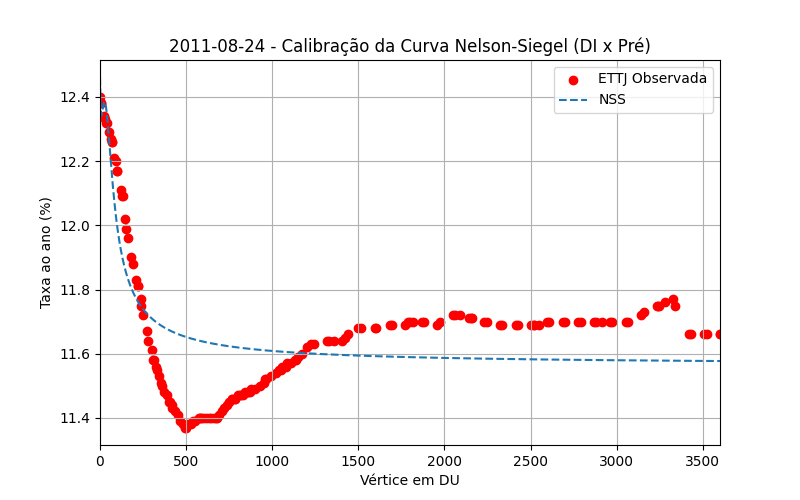 2011-08-24 - Calibração da Curva Nelson-Siegel (DI x Pré)
ETTJ Observada
NSS
Taxa ao ano (%)
12.4
12.2
12.0
11.8
11.6
11.4
0 500 1000 1500 2000 2500 3000 3500
Vértice em DU